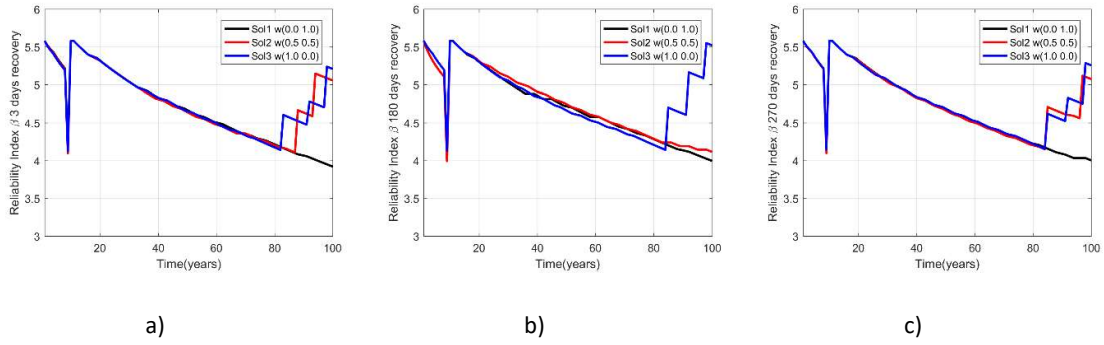 Reliability Index β 3 days recovery
6
5.5
5
4.5
4
3.5
3
Sol1 w(0.0 1.0)
Sol2 w(0.5 0.5)
Sol3 w(1.0 0.0)
20 40 60 80 100
Time(years)
a)
Reliability Index β 180 days recovery
6
5.5
5
4.5
4
3.5
3
Sol1 w(0.0 1.0)
Sol2 w(0.5 0.5)
Sol3 w(1.0 0.0)
20 40 60 80 100
Time(years)
b)
Reliability Index β 270 days recovery
6
5.5
5
4.5
4
3.5
3
Sol1 w(0.0 1.0)
Sol2 w(0.5 0.5)
Sol3 w(1.0 0.0)
20 40 60 80 100
Time(years)
c)